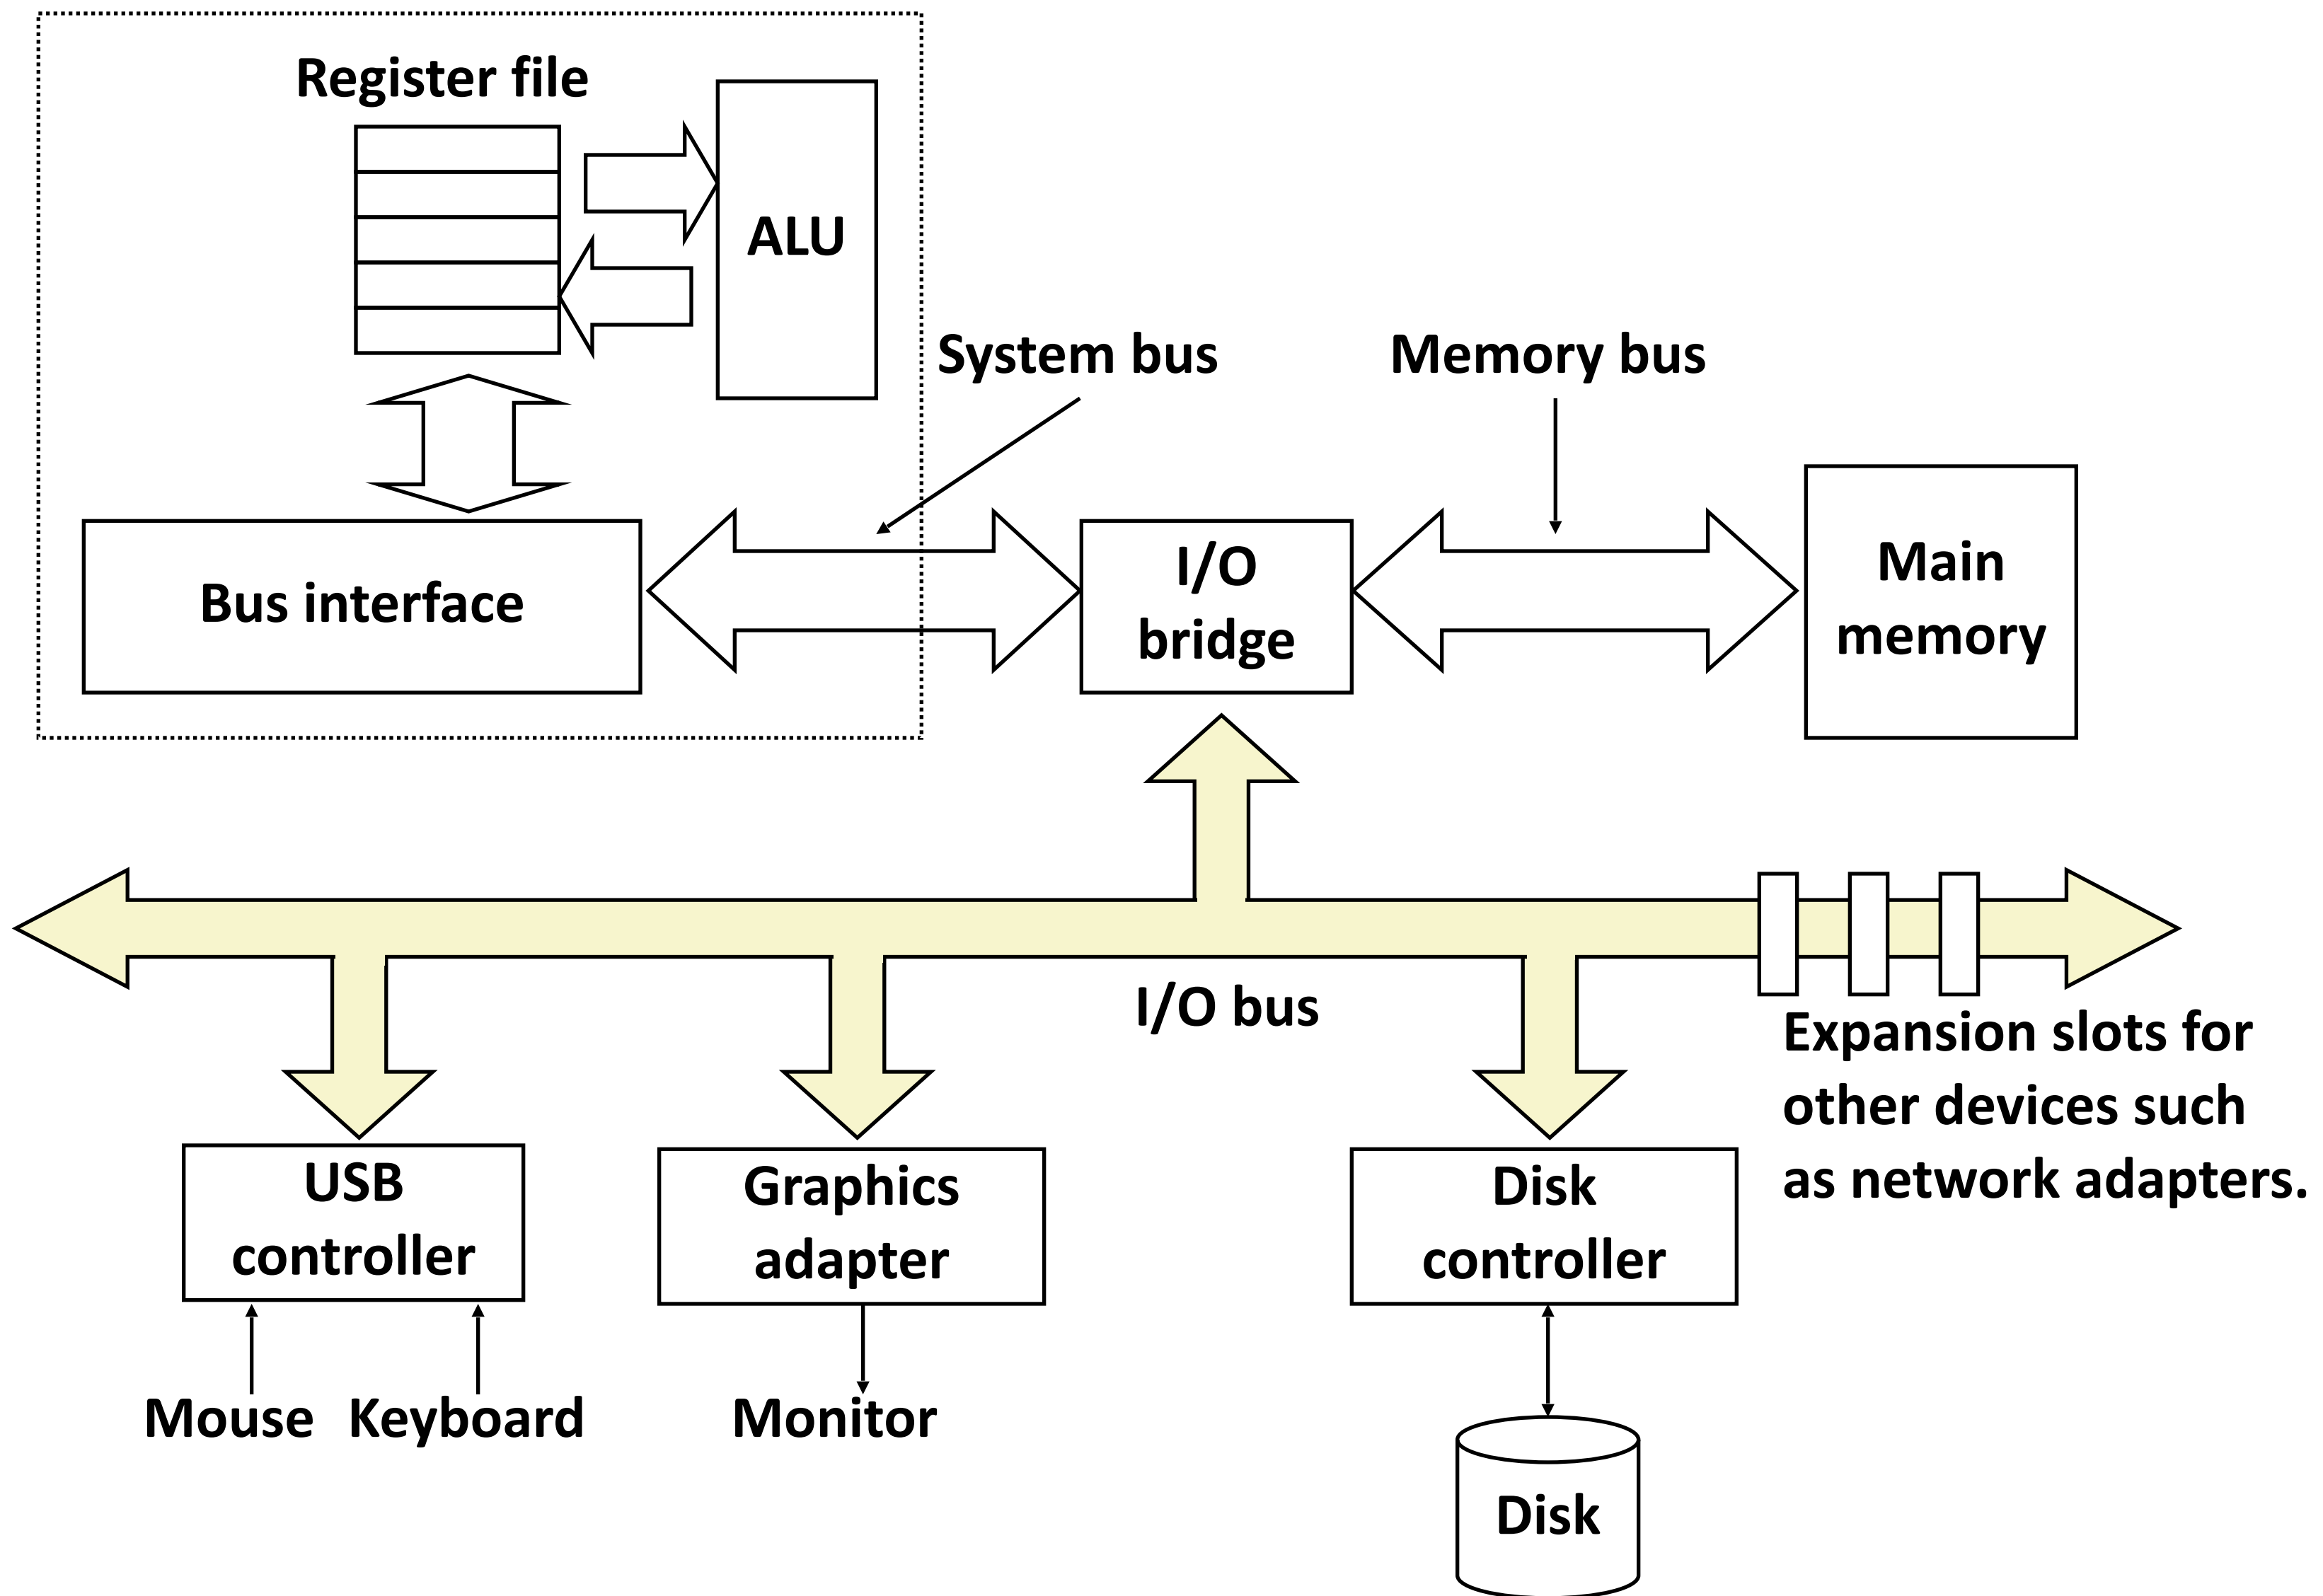 Register file
ALU
System bus
Memory bus
Bus interface
I/O
bridge
Main
memory
I/O bus
Expansion slots for
other devices such
as network adapters.
USB
controller
Graphics
adapter
Disk
controller
Mouse
Keyboard
Monitor
Disk